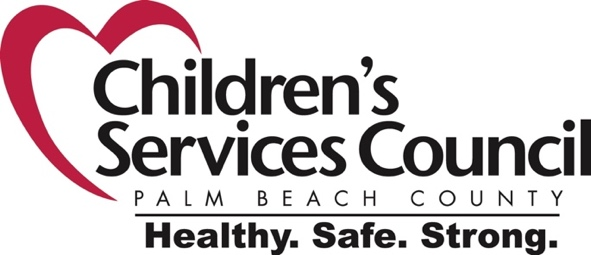 Children's
Services Council
PALM BEACH COUNTY
Healthy. Safe. Strong.